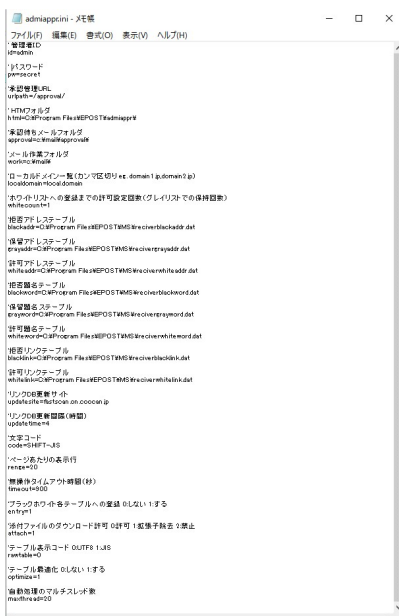 admiappr.ini - メモ帳
ファイル(F) 編集(E) 書式(O) 表示(V) ヘルプ(H)
'管理者ID
id=admin
'パスワード
pw=secret
'承認管理URL
urlpath=/approval/
'HTMフォルダ
html=C:¥Program Files¥EPOST¥admiappr¥
'承認待ちメールフォルダ
approval=c:¥mail¥approval¥
'メール作業フォルダ
work=c:¥mail¥
'ローカルドメイン一覧(カンマ区切り eg. domain1.jp,domain2.jp)
localdomain=local.domain
'ホワイトリストへの登録までの許可設定回数(グレイリストでの保持回数)
whitecount=1
'拒否アドレステーブル
blackaddr=C:¥Program Files¥EPOST¥MS¥reciverblackaddr.dat
'保留アドレステーブル
grayaddr=C:¥Program Files¥EPOST¥MS¥recivergrayaddr.dat
'許可アドレステーブル
whiteaddr=C:¥Program Files¥EPOST¥MS¥reciverwhiteaddr.dat
'拒否題名テーブル
blackword=C:¥Program Files¥EPOST¥MS¥reciverblackword.dat
'保留題名ステーブル
grayword=C:¥Program Files¥EPOST¥MS¥recivergrayword.dat
'許可題名テーブル
whiteword=C:¥Program Files¥EPOST¥MS¥reciverwhiteword.dat
'拒否リンクテーブル
blacklink=C:¥Program Files¥EPOST¥MS¥reciverblacklink.dat
'許可リンクテーブル
whitelink=C:¥Program Files¥EPOST¥MS¥reciverwhitelink.dat
'リンクDB更新サイト
updatesite=fastscan.on.coocan.jp
'リンクDB更新間隔(時間)
updatetime=4
'文字コード
code=SHIFT-JIS
'ページあたりの表示行
renge=20
'無操作タイムアウト時間(秒)
timeout=900
'ブラックホワイト各テーブルへの登録 0:しない 1:する
entry=1
'添付ファイルのダウンロード許可 0:許可 1:拡張子除去 2:禁止
attach=1
'テーブル表示コード 0:UTF8 1:JIS
rawtable=0
'テーブル最適化 0:しない 1:する
optimize=1
'自動処理のマルチスレッド数
maxthread=20